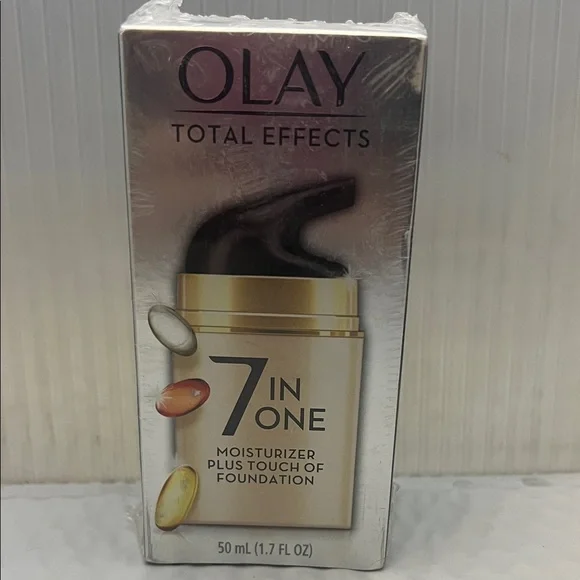 OLAY
TOTAL EFFECTS
7 IN
ONE
MOISTURIZER
PLUS TOUCH OF
FOUNDATION
50 mL (1.7 FL OZ)